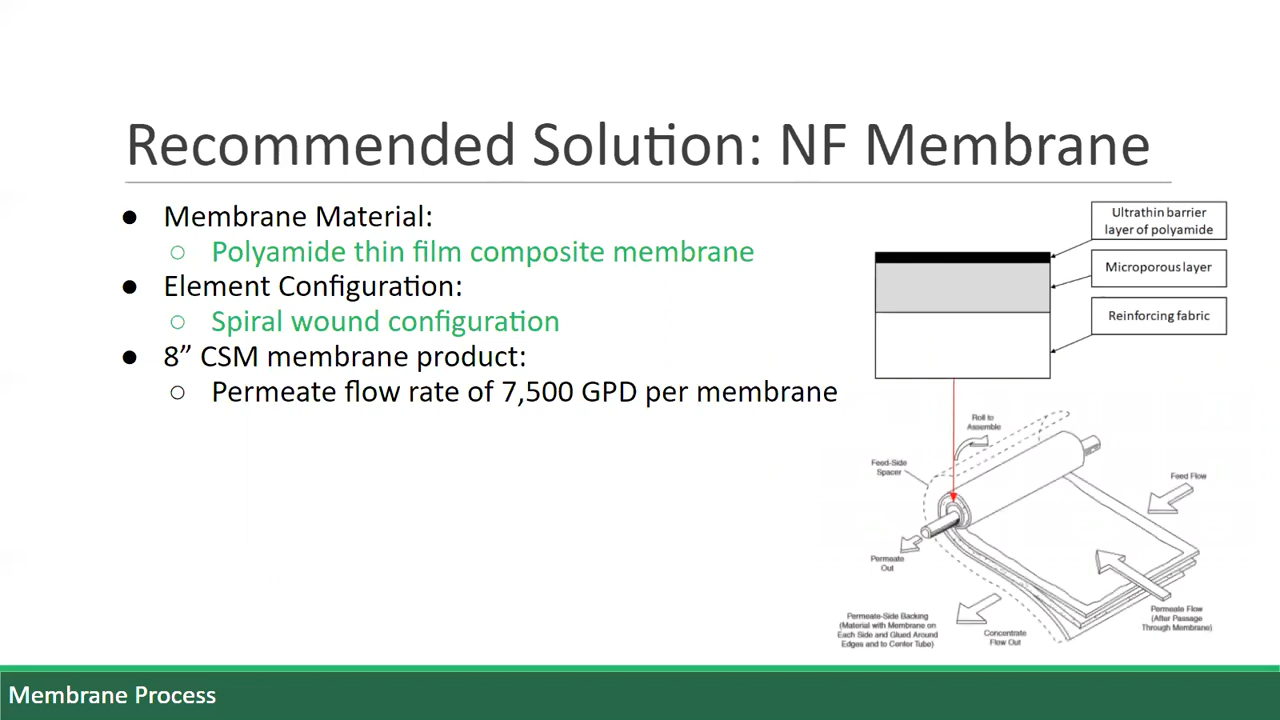 Recommended Solution: NF Membrane
● Membrane Material:
○ Polyamide thin film composite membrane
● Element Configuration:
○ Spiral wound configuration
● 8” CSM membrane product:
○ Permeate flow rate of 7,500 GPD per membrane
Ultrathin barrier
layer of polyamide
Microporous layer
Reinforcing fabric
Roll to
Assemble
Feed-Side
Spacer
Feed Flow
Permeate
Out
Permeate-Side Backing
(Material with Membrane on
Each Side and Glued Around
Edges and to Center Tube)
Concentrate
Flow Out
Permeate Flow
(After Passage
Through Membrane)
Membrane Process